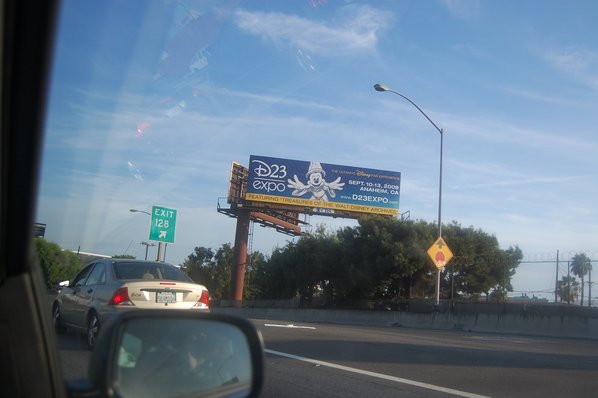 D23
expo
THE ULTIMATE Disney FAN EXPERIENCE
SEPT. 10-13, 2009
ANAHEIM, CA
www.D23EXPO.com
FEATURING "TREASURES OF THE WALT DISNEY ARCHIVES"
EXIT
128